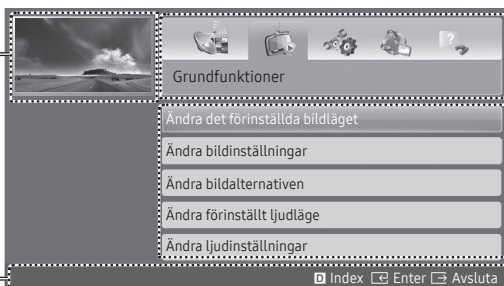 Grundfunktioner
Ändra det förinställda bildläget
Ändra bildinställningar
Ändra bildalternativen
Ändra förinställt ljudläge
Ändra ljudinställningar
D Index Enter Avsluta